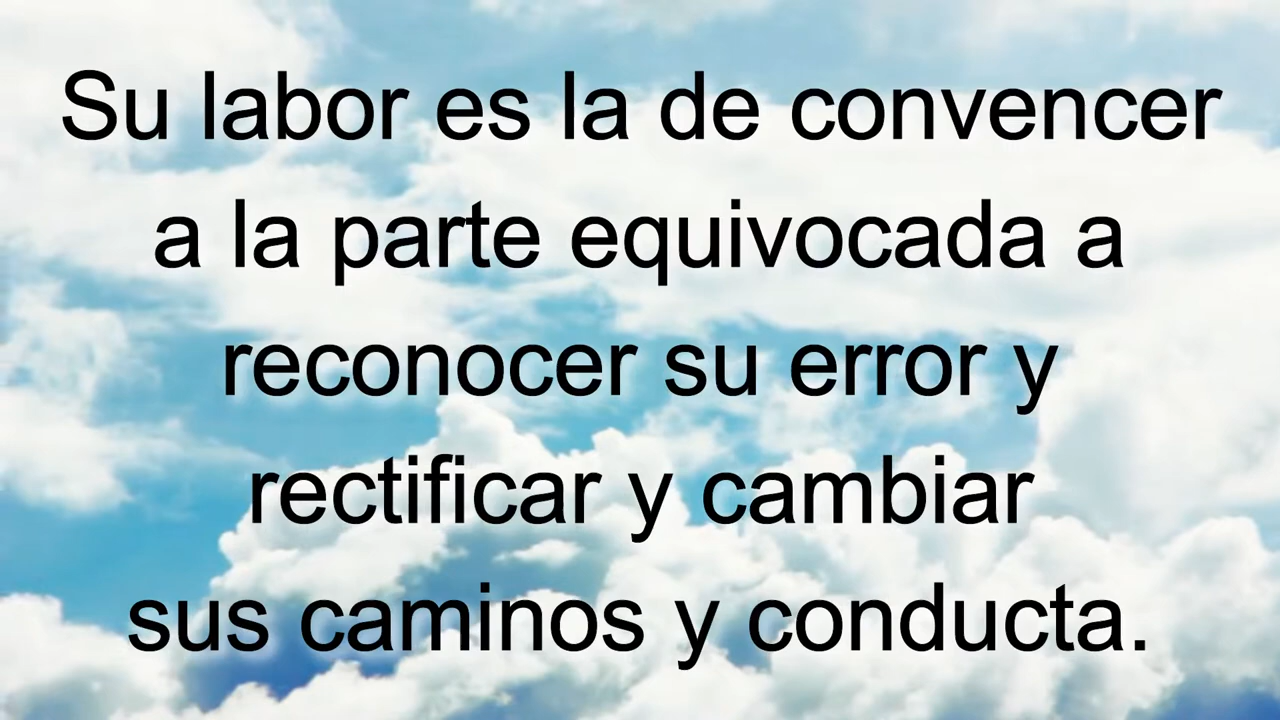 Su labor es la de convencer
a la parte equivocada a
reconocer su error y
rectificar y cambiar
sus caminos y conducta.